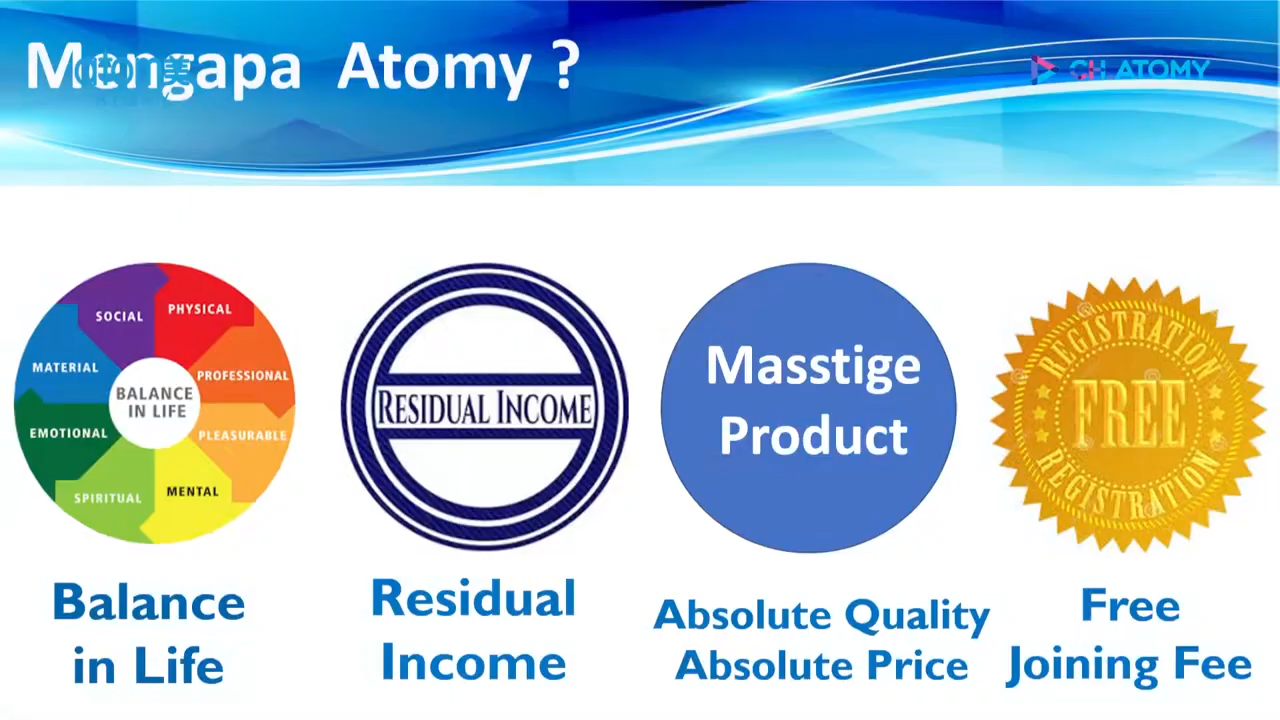 Mengapa Atomy ?
CH.ATOMY
SOCIAL
PHYSICAL
MATERIAL
PROFESSIONAL
BALANCE
IN LIFE
EMOTIONAL
PLEASURABLE
SPIRITUAL
MENTAL
Balance
in Life
RESIDUAL INCOME
Residual
Income
Masstige
Product
Absolute Quality
Absolute Price
REGISTRATION
FREE
REGISTRATION
Free
Joining Fee